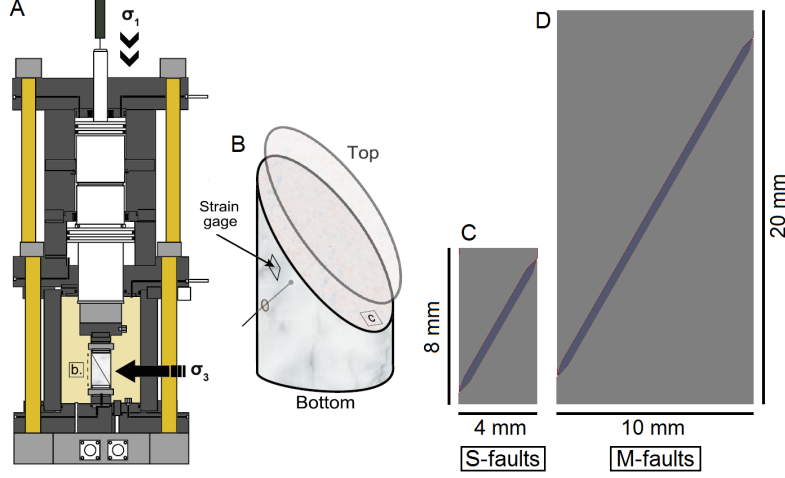 A
σ1
b.
σ3
B
Top
Strain
gage
c
Bottom
C
8 mm
4 mm
S-faults
D
20 mm
10 mm
M-faults